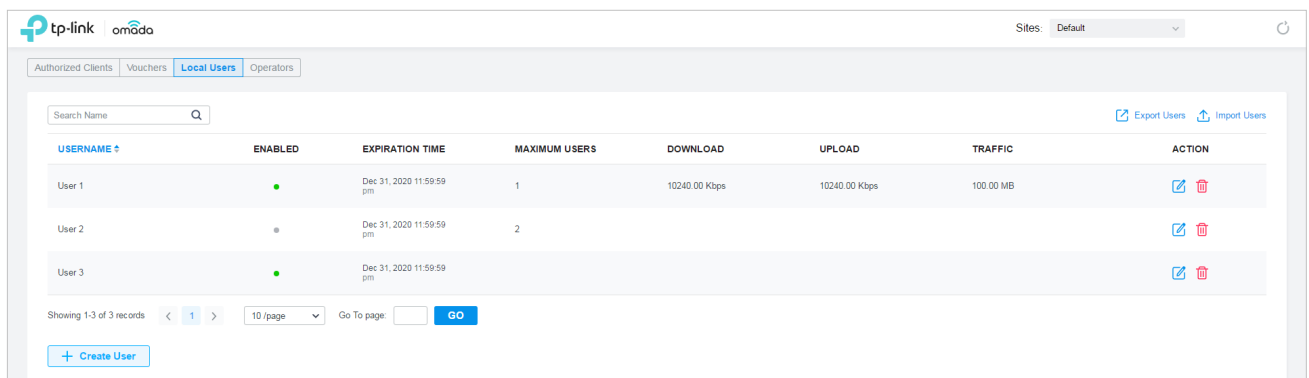 tp-link omada Sites: Default
Authorized Clients Vouchers Local Users Operators
Search Name Export Users Import Users
USERNAME ENABLED EXPIRATION TIME MAXIMUM USERS DOWNLOAD UPLOAD TRAFFIC ACTION
User 1 Dec 31, 2020 11:59:59 1 10240.00 Kbps 10240.00 Kbps 100.00 MB
pm
User 2 Dec 31, 2020 11:59:59 2
pm
User 3 Dec 31, 2020 11:59:59
pm
Showing 1-3 of 3 records < 1 > 10 /page Go To page: GO
+ Create User